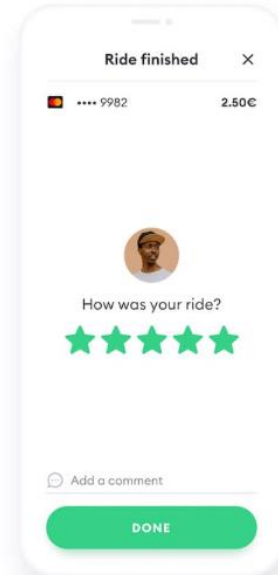 Ride finished
•••• 9982 2.50€
How was your ride?
Add a comment
DONE